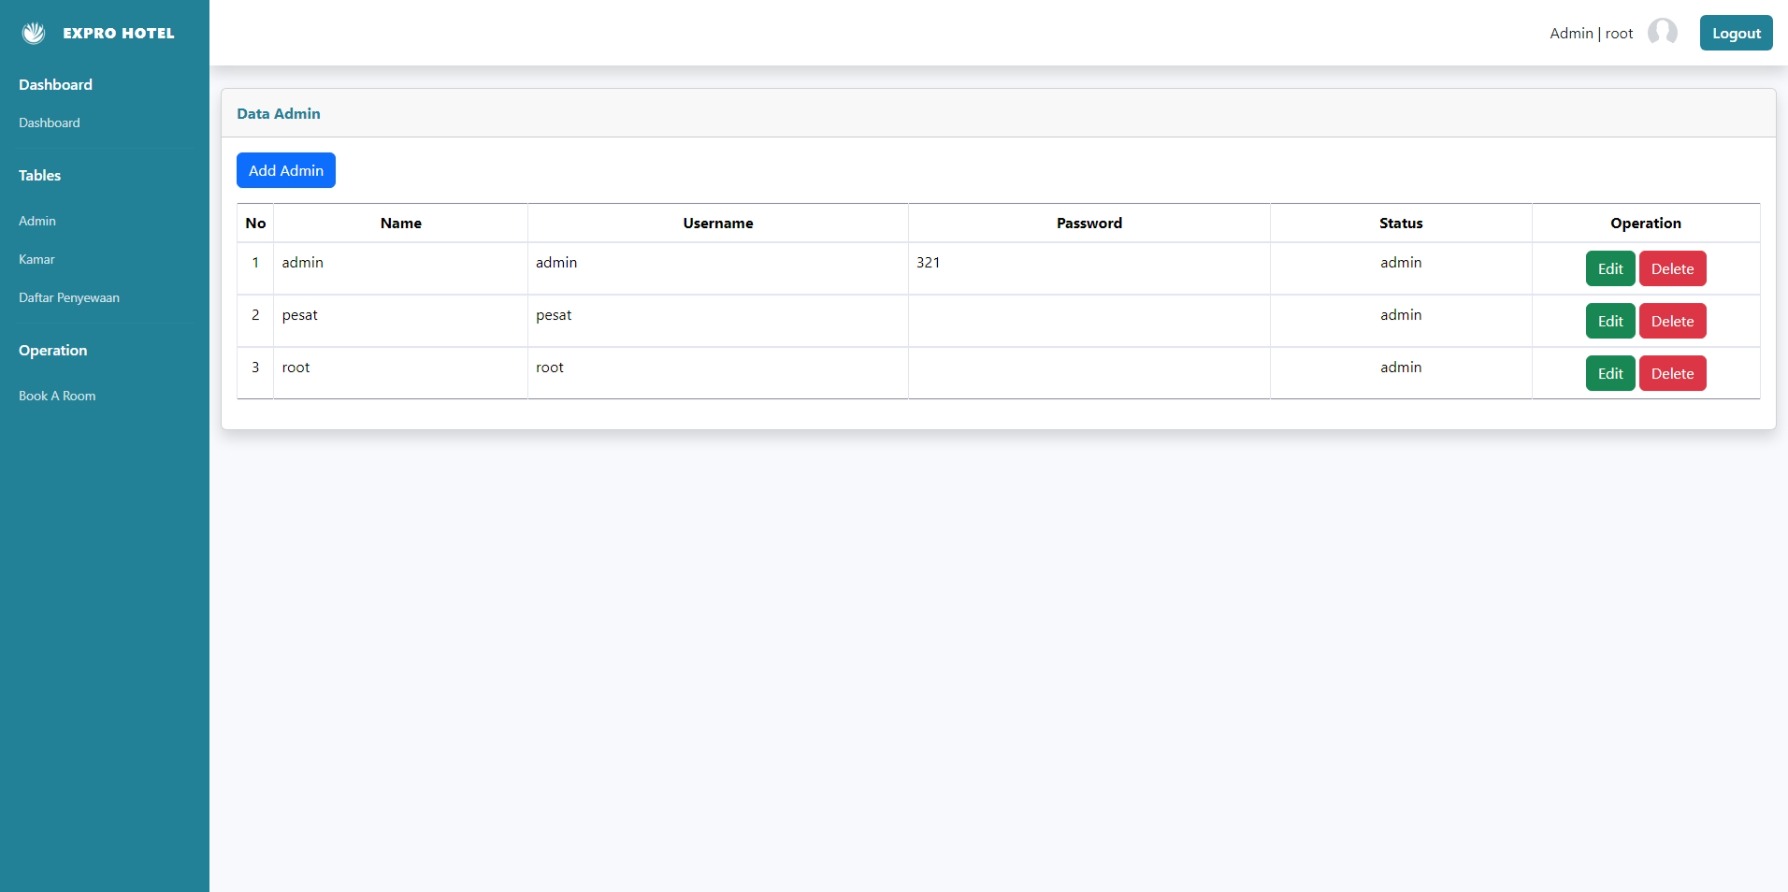 EXPRO HOTEL
Admin | root
Logout
Dashboard
Dashboard
Tables
Admin
Kamar
Daftar Penyewaan
Operation
Book A Room
Data Admin
Add Admin
No Name Username Password Status Operation
1 admin admin 321 admin Edit Delete
2 pesat pesat admin Edit Delete
3 root root admin Edit Delete